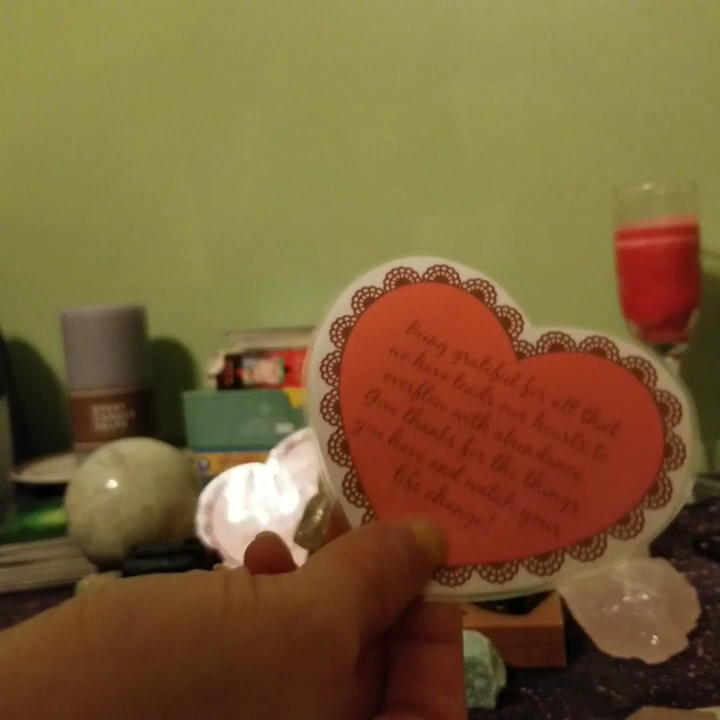 Being grateful for all that
we have leads our hearts to
overflow with abundance
Give thanks for the things
you have and watch your
life change!